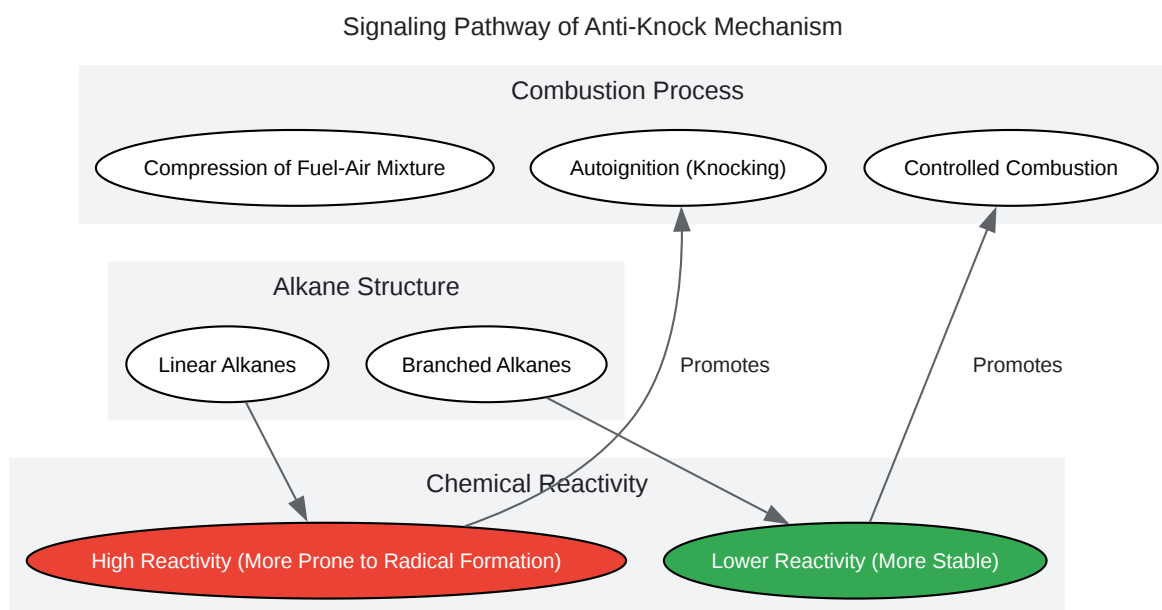 Signaling Pathway of Anti-Knock Mechanism
Combustion Process
Compression of Fuel-Air Mixture
Autoignition (Knocking)
Controlled Combustion
Alkane Structure
Linear Alkanes
Branched Alkanes
Promotes
Promotes
Chemical Reactivity
High Reactivity (More Prone to Radical Formation)
Lower Reactivity (More Stable)